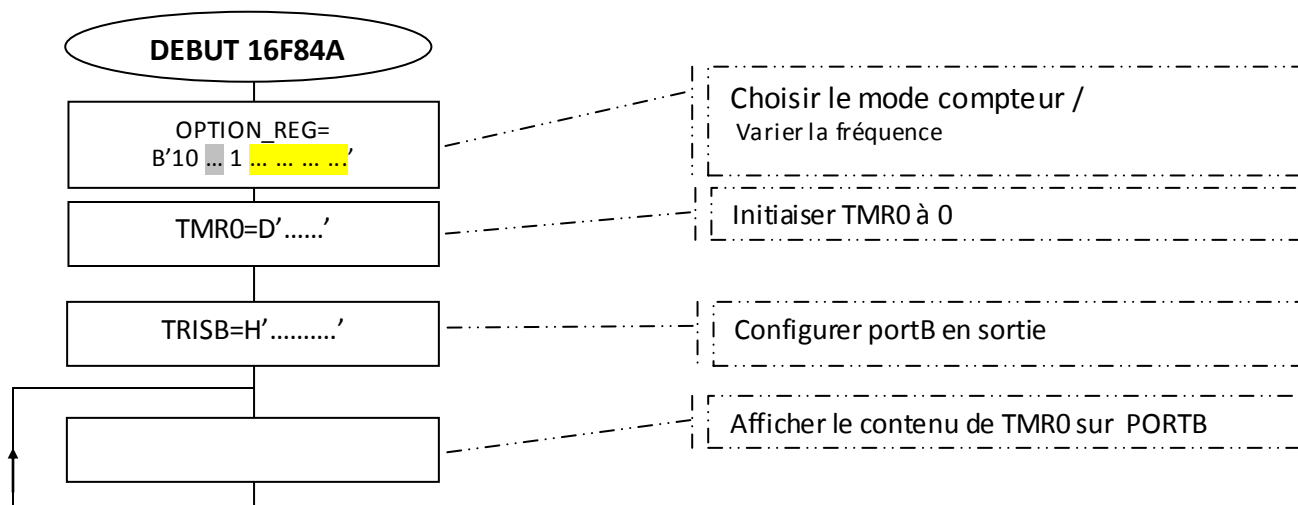 DEBUT 16F84A
OPTION_REG=
B’10 ... 1 ... ... ... ...’
Choisir le mode compteur /
Varier la fréquence
TMR0=D’......’
Initiaiser TMR0 à 0
TRISB=H’..........’
Configurer portB en sortie
Afficher le contenu de TMR0 sur PORTB